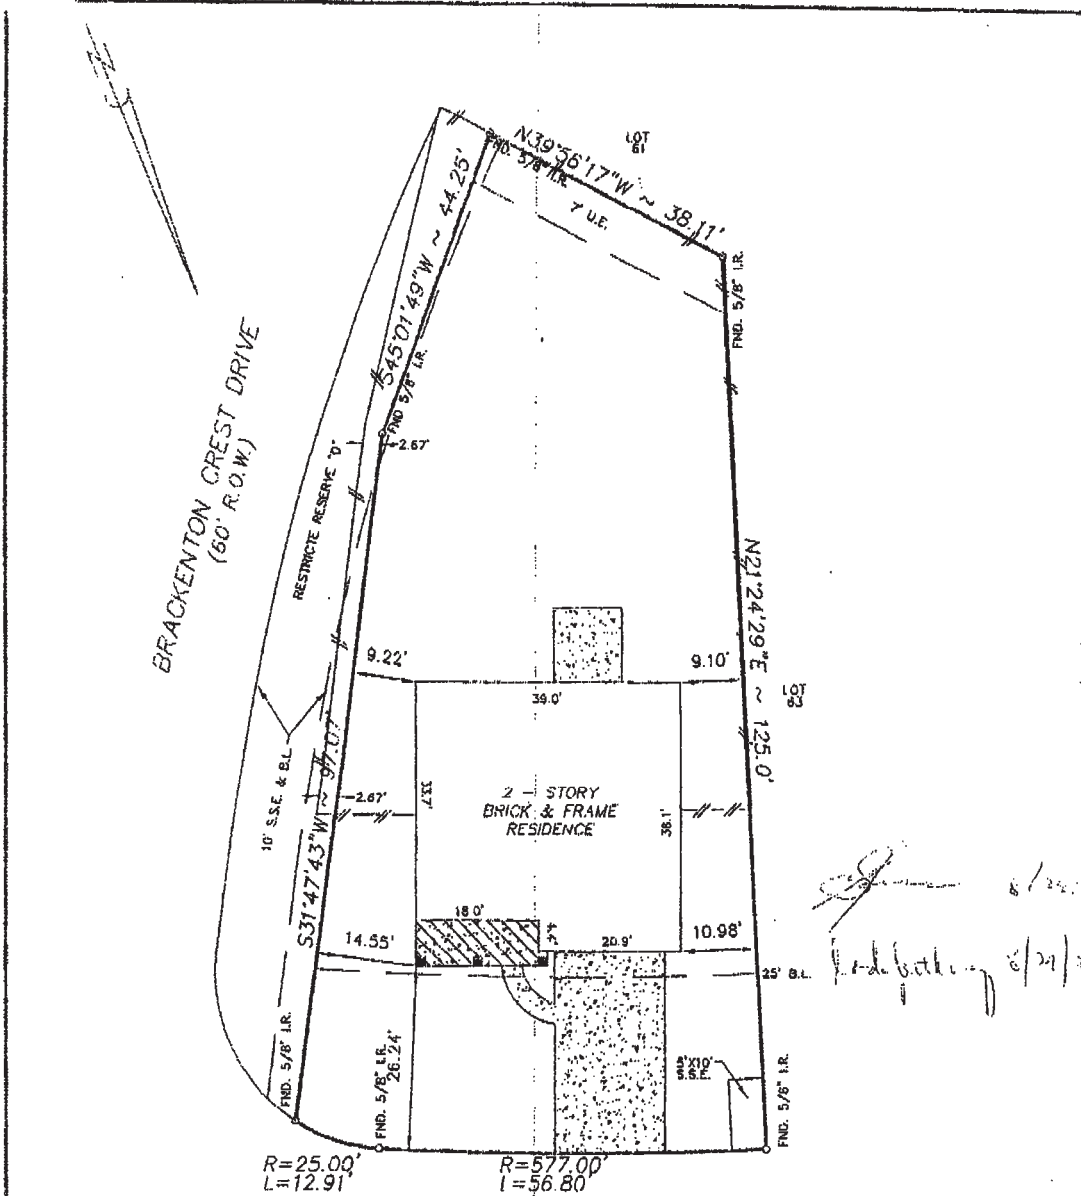 LOT
61
N39°56'17"W ~ 38.11'
FND. 5/8" I.R.
7' U.E.
S45°01'49"W ~ 44.25'
FND. 5/8" I.R.
FND 5/8" I.R.
BRACKENTON CREST DRIVE
(60' R.O.W.)
RESTRICTE RESERVE "D"
2.67'
N21°24'29"E ~ 125.0'
LOT
63
9.22'
9.10'
39.0'
33.7'
2 - STORY
BRICK & FRAME
RESIDENCE
38.1'
10' S.S.E. & B.L.
2.67'
S31°47'43"W ~ 97.07'
18.0'
4.4'
14.55'
20.9'
10.98'
25' B.L.
FND. 5/8" I.R.
FND. 5/8" I.R.
26.24'
5'X10'
S.S.E.
FND. 5/8" I.R.
R=25.00'
L=12.91'
R=577.00'
L=56.80'